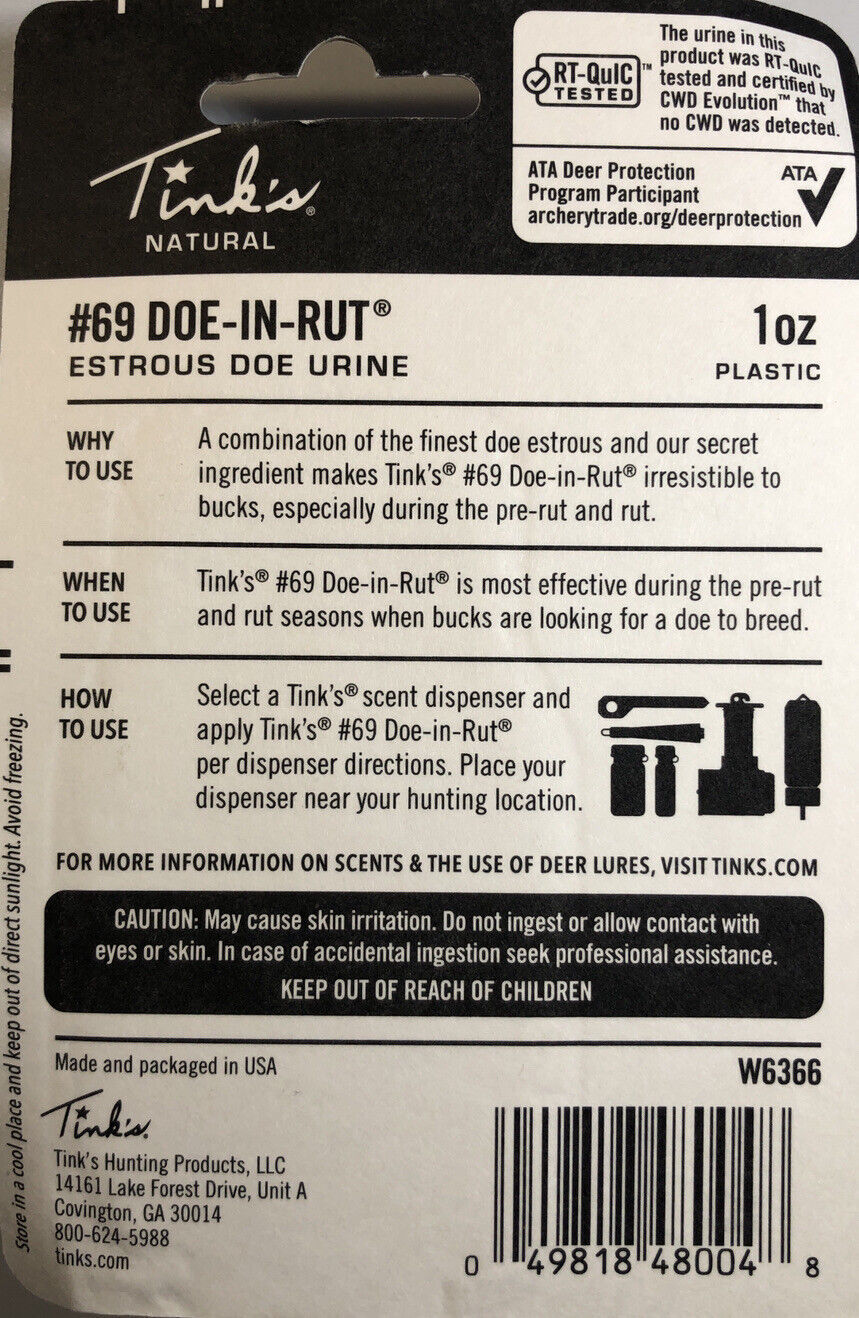 The urine in this
product was RT-QuIC
tested and certified by
CWD Evolution™ that
no CWD was detected.
RT-QuIC™
TESTED
ATA Deer Protection
Program Participant
archerytrade.org/deerprotection
ATA
Tink's®
NATURAL
#69 DOE-IN-RUT®
ESTROUS DOE URINE
1oz
PLASTIC
WHY
TO USE
A combination of the finest doe estrous and our secret
ingredient makes Tink's® #69 Doe-in-Rut® irresistible to
bucks, especially during the pre-rut and rut.
WHEN
TO USE
Tink's® #69 Doe-in-Rut® is most effective during the pre-rut
and rut seasons when bucks are looking for a doe to breed.
HOW
TO USE
Select a Tink's® scent dispenser and
apply Tink's® #69 Doe-in-Rut®
per dispenser directions. Place your
dispenser near your hunting location.
FOR MORE INFORMATION ON SCENTS & THE USE OF DEER LURES, VISIT TINKS.COM
CAUTION: May cause skin irritation. Do not ingest or allow contact with
eyes or skin. In case of accidental ingestion seek professional assistance.
KEEP OUT OF REACH OF CHILDREN
Store in a cool place and keep out of direct sunlight. Avoid freezing.
Made and packaged in USA
W6366
Tink's.
Tink's Hunting Products, LLC
14161 Lake Forest Drive, Unit A
Covington, GA 30014
800-624-5988
tinks.com
0 49818 48004 8